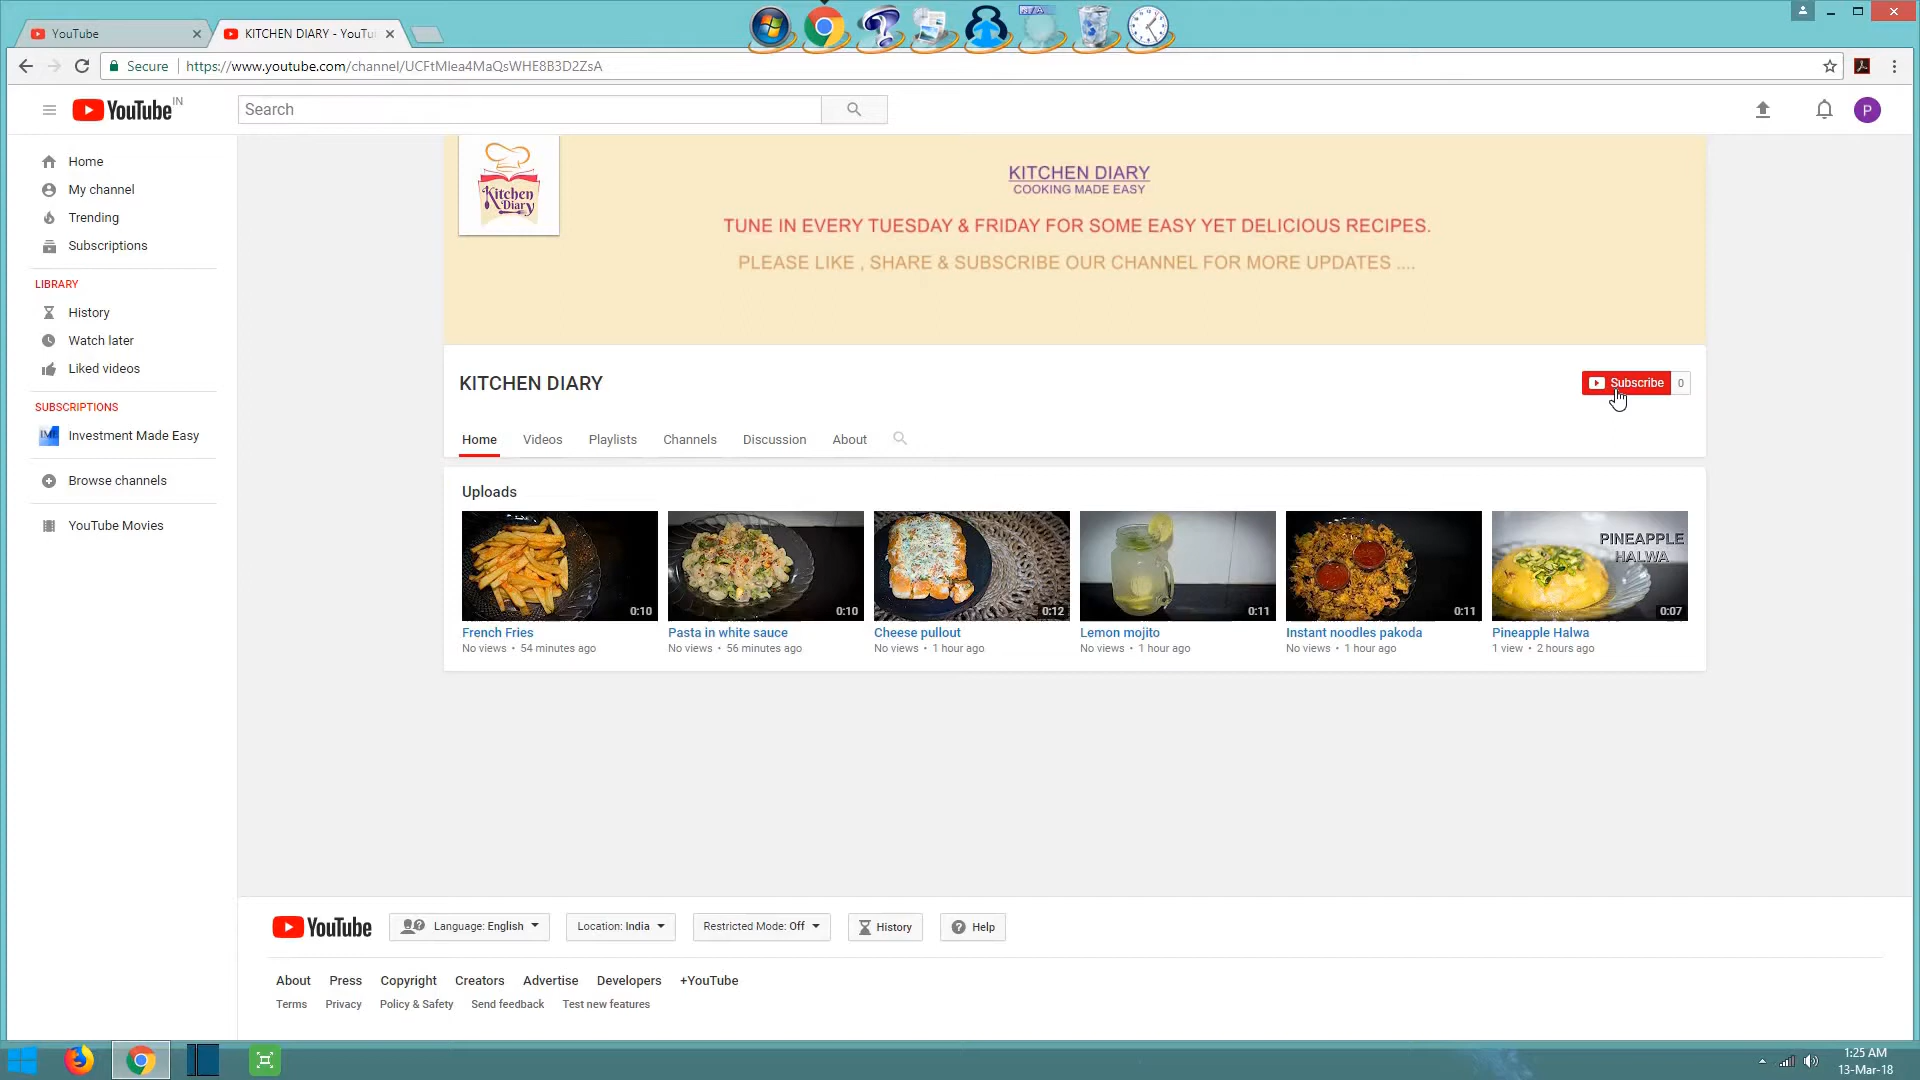 YouTube
KITCHEN DIARY - YouTu
Secure
https://www.youtube.com/channel/UCFtMlea4MaQsWHE8B3D2ZsA
YouTube IN
Search
P
Home
My channel
Trending
Subscriptions
LIBRARY
History
Watch later
Liked videos
SUBSCRIPTIONS
IME Investment Made Easy
Browse channels
YouTube Movies
Kitchen
Diary
KITCHEN DIARY
COOKING MADE EASY
TUNE IN EVERY TUESDAY & FRIDAY FOR SOME EASY YET DELICIOUS RECIPES.
PLEASE LIKE , SHARE & SUBSCRIBE OUR CHANNEL FOR MORE UPDATES ....
KITCHEN DIARY
Subscribe 0
Home Videos Playlists Channels Discussion About
Uploads
0:10
French Fries
No views • 54 minutes ago
0:10
Pasta in white sauce
No views • 56 minutes ago
0:12
Cheese pullout
No views • 1 hour ago
0:11
Lemon mojito
No views • 1 hour ago
0:11
Instant noodles pakoda
No views • 1 hour ago
PINEAPPLE
HALWA
0:07
Pineapple Halwa
1 view • 2 hours ago
YouTube
Language: English
Location: India
Restricted Mode: Off
History
Help
About Press Copyright Creators Advertise Developers +YouTube
Terms Privacy Policy & Safety Send feedback Test new features
1:25 AM
13-Mar-18